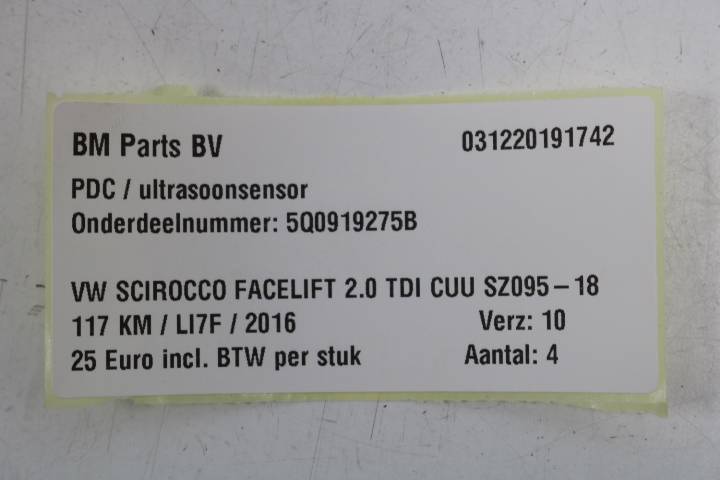 BM Parts BV 031220191742
PDC / ultrasoonsensor
Onderdeelnummer: 5Q0919275B
VW SCIROCCO FACELIFT 2.0 TDI CUU SZ095-18
117 KM / LI7F / 2016 Verz: 10
25 Euro incl. BTW per stuk Aantal: 4